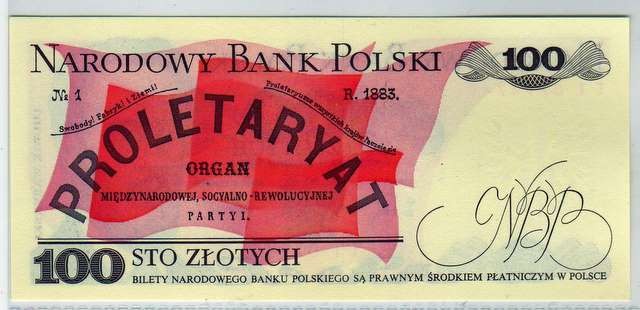 NARODOWY BANK POLSKI
100
№ 1
R. 1883.
Swobody! Fabryki i Ziemi!
Proletaryusze wszystkich krajów łączcie się
PROLETARYAT
ORGAN
MIĘDZYNARODOWEJ, SOCYALNO-REWOLUCYJNEJ
PARTYI.
NBP
100 STO ZŁOTYCH
BILETY NARODOWEGO BANKU POLSKIEGO SĄ PRAWNYM ŚRODKIEM PŁATNICZYM W POLSCE